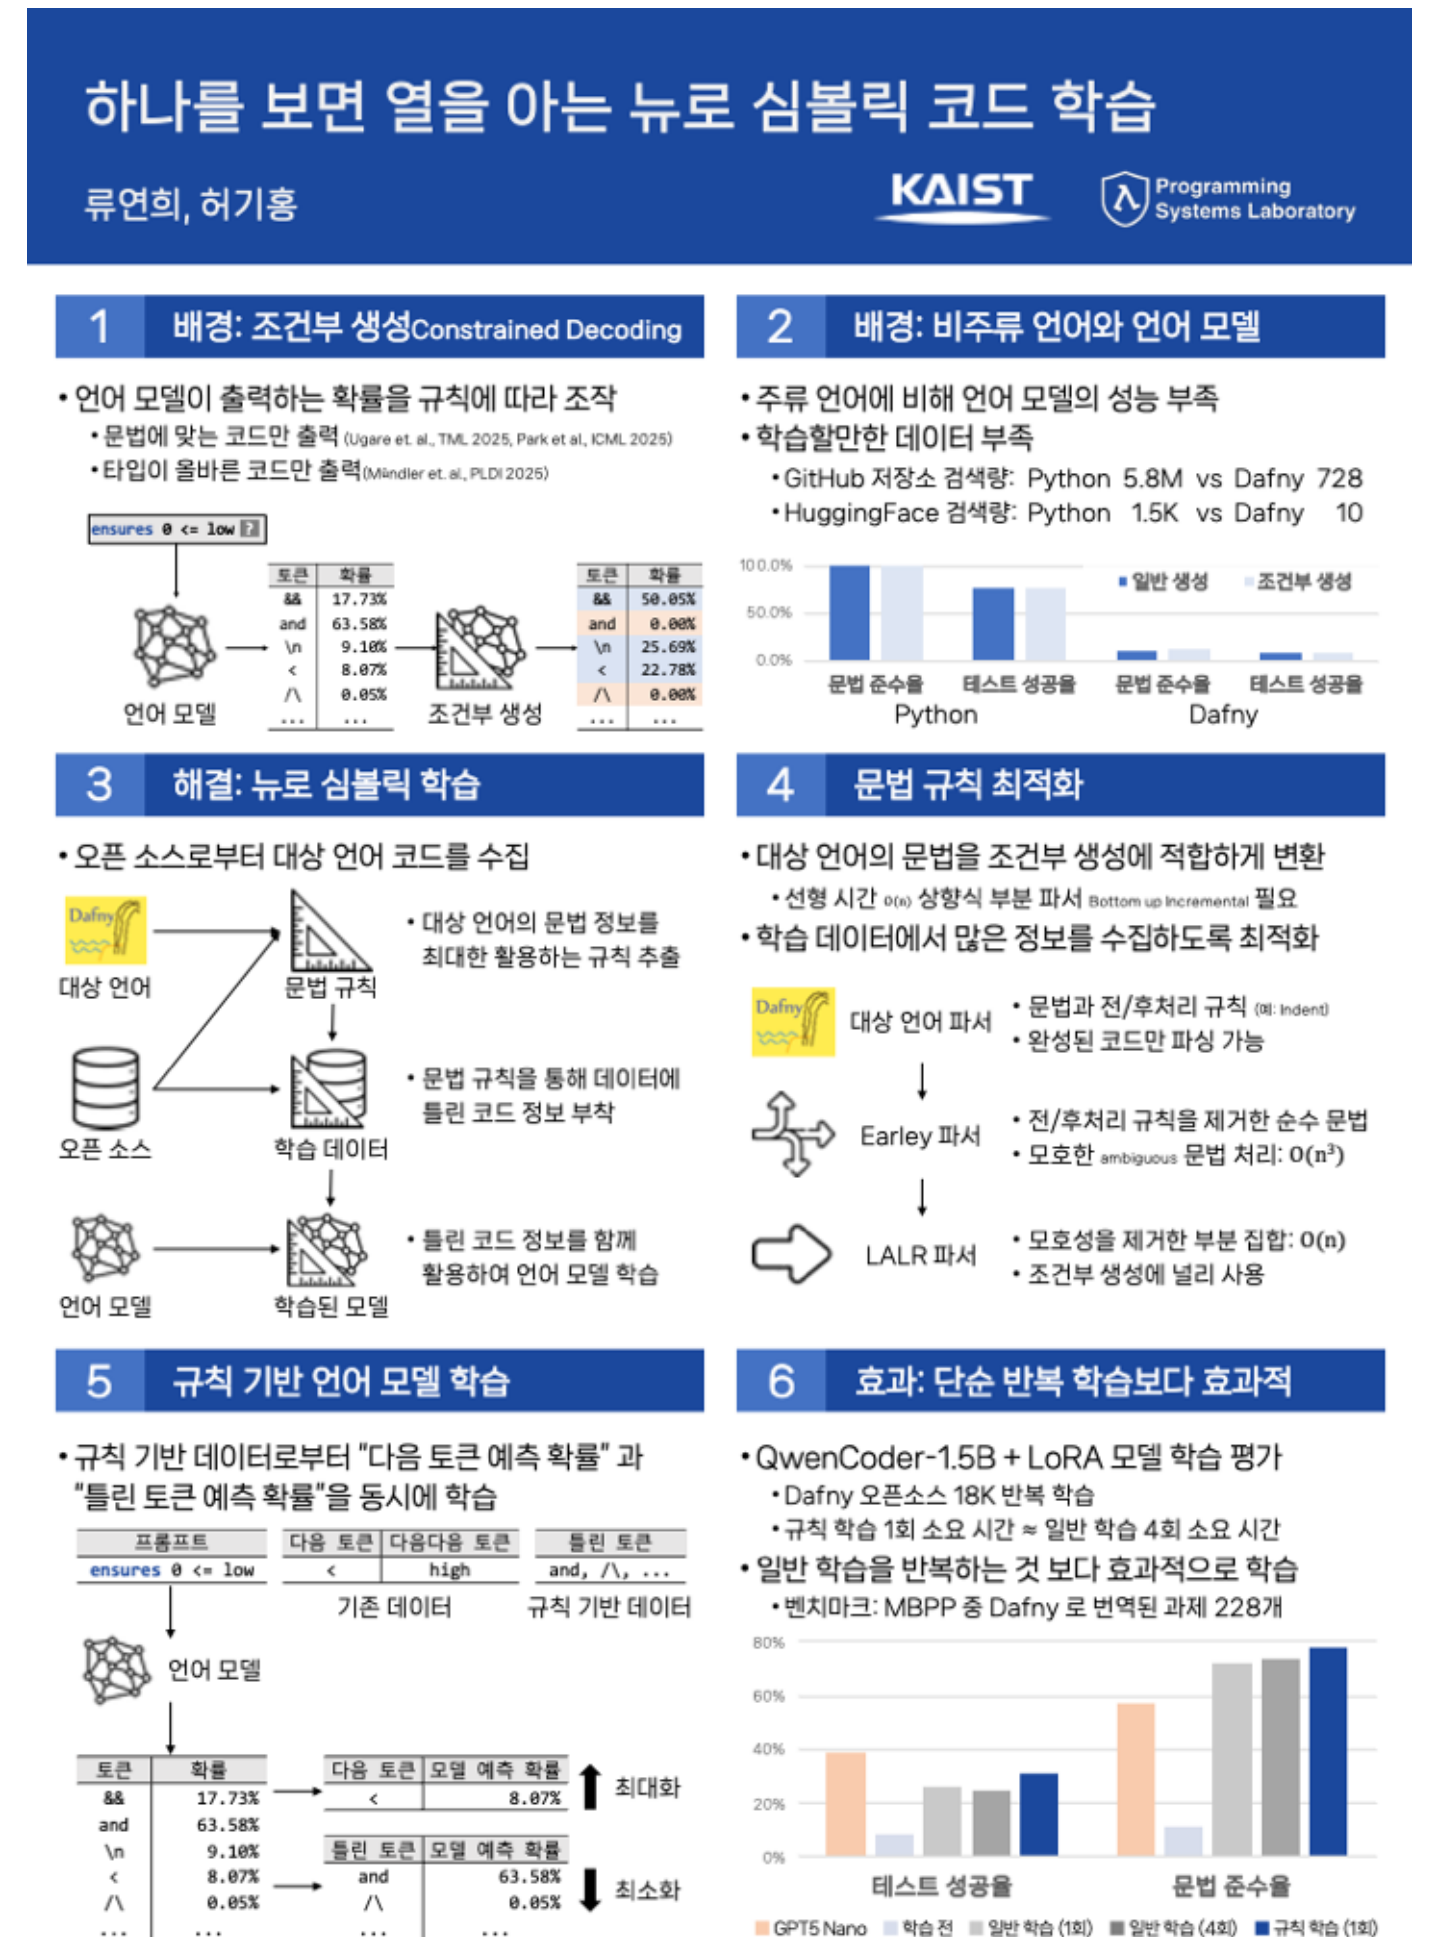 하나를 보면 열을 아는 뉴로 심볼릭 코드 학습
류연희, 허기홍
KAIST
Programming
Systems Laboratory
1 배경: 조건부 생성Constrained Decoding
• 언어 모델이 출력하는 확률을 규칙에 따라 조작
• 문법에 맞는 코드만 출력 (Ugare et. al., TML 2025, Park et al., ICML 2025)
• 타입이 올바른 코드만 출력(Mündler et. al., PLDI 2025)
ensures 0 <= low ?
언어 모델
토큰 확률
&& 17.73%
and 63.58%
\n 9.10%
< 8.07%
/\ 0.05%
... ...
조건부 생성
토큰 확률
&& 50.05%
and 0.00%
\n 25.69%
< 22.78%
/\ 0.00%
... ...
2 배경: 비주류 언어와 언어 모델
• 주류 언어에 비해 언어 모델의 성능 부족
• 학습할만한 데이터 부족
• GitHub 저장소 검색량: Python 5.8M vs Dafny 728
• HuggingFace 검색량: Python 1.5K vs Dafny 10
100.0%
50.0%
0.0%
일반 생성 조건부 생성
문법 준수율 테스트 성공율 문법 준수율 테스트 성공율
Python Dafny
3 해결: 뉴로 심볼릭 학습
• 오픈 소스로부터 대상 언어 코드를 수집
Dafny
대상 언어
문법 규칙
• 대상 언어의 문법 정보를
최대한 활용하는 규칙 추출
오픈 소스
학습 데이터
• 문법 규칙을 통해 데이터에
틀린 코드 정보 부착
언어 모델
학습된 모델
• 틀린 코드 정보를 함께
활용하여 언어 모델 학습
4 문법 규칙 최적화
• 대상 언어의 문법을 조건부 생성에 적합하게 변환
• 선형 시간 O(n) 상향식 부분 파서 Bottom up Incremental 필요
• 학습 데이터에서 많은 정보를 수집하도록 최적화
Dafny
대상 언어 파서
• 문법과 전/후처리 규칙 (예: Indent)
• 완성된 코드만 파싱 가능
Earley 파서
• 전/후처리 규칙을 제거한 순수 문법
• 모호한 ambiguous 문법 처리: O(n³)
LALR 파서
• 모호성을 제거한 부분 집합: O(n)
• 조건부 생성에 널리 사용
5 규칙 기반 언어 모델 학습
• 규칙 기반 데이터로부터 "다음 토큰 예측 확률" 과
"틀린 토큰 예측 확률"을 동시에 학습
프롬프트 다음 토큰 다음다음 토큰 틀린 토큰
ensures 0 <= low < high and, /\, ...
기존 데이터 규칙 기반 데이터
언어 모델
토큰 확률
&& 17.73%
and 63.58%
\n 9.10%
< 8.07%
/\ 0.05%
... ...
다음 토큰 모델 예측 확률
< 8.07%
최대화
틀린 토큰 모델 예측 확률
and 63.58%
/\ 0.05%
... ...
최소화
6 효과: 단순 반복 학습보다 효과적
• QwenCoder-1.5B + LoRA 모델 학습 평가
• Dafny 오픈소스 18K 반복 학습
• 규칙 학습 1회 소요 시간 ≈ 일반 학습 4회 소요 시간
• 일반 학습을 반복하는 것 보다 효과적으로 학습
• 벤치마크: MBPP 중 Dafny 로 번역된 과제 228개
80%
60%
40%
20%
0%
테스트 성공율 문법 준수율
GPT5 Nano 학습 전 일반 학습 (1회) 일반 학습 (4회) 규칙 학습 (1회)